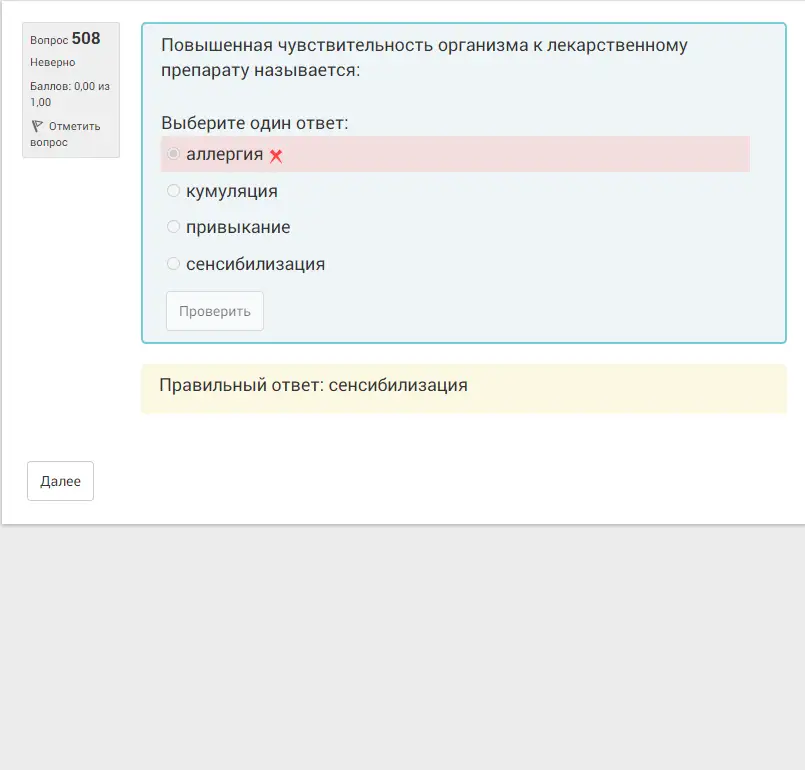 Вопрос 508
Неверно
Баллов: 0,00 из
1,00
Отметить
вопрос
Повышенная чувствительность организма к лекарственному
препарату называется:
Выберите один ответ:
аллергия
кумуляция
привыкание
сенсибилизация
Проверить
Правильный ответ: сенсибилизация
Далее